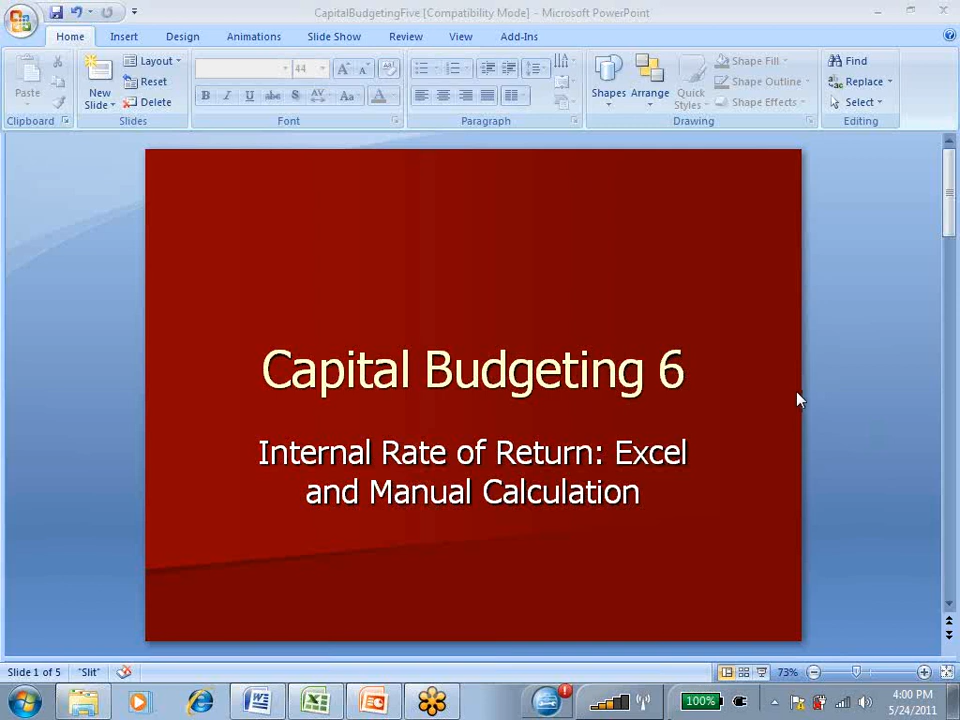 CapitalBudgetingFive [Compatibility Mode] - Microsoft PowerPoint
Home Insert Design Animations Slide Show Review View Add-Ins
Paste
New Slide
Layout
Reset
Delete
44
B I U abc S AV Aa A
Shapes
Arrange
Quick Styles
Shape Fill
Shape Outline
Shape Effects
Find
Replace
Select
Clipboard Slides Font Paragraph Drawing Editing
Capital Budgeting 6
Internal Rate of Return: Excel
and Manual Calculation
Slide 1 of 5 "Slit" 73%
100%
4:00 PM
5/24/2011